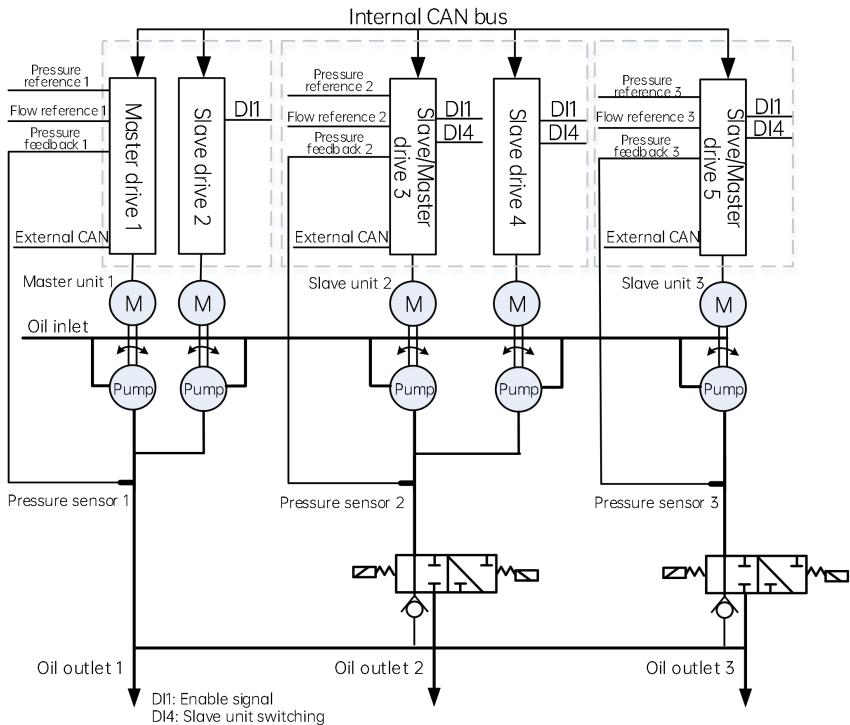 Internal CAN bus
Pressure
reference 1
Flow reference 1
Pressure
feedback 1
External CAN
Master drive 1
Slave drive 2
DI1
Pressure
reference 2
Flow reference 2
Pressure
feedback 2
External CAN
Slave/Master
drive 3
DI1
DI4
Slave drive 4
DI1
DI4
Pressure
reference 3
Flow reference 3
Pressure
feedback 3
External CAN
Slave/Master
drive 5
DI1
DI4
Master unit 1
M
M
Slave unit 2
M
M
Slave unit 3
M
Oil inlet
Pump
Pump
Pump
Pump
Pump
Pressure sensor 1
Pressure sensor 2
Pressure sensor 3
Oil outlet 1
Oil outlet 2
Oil outlet 3
DI1: Enable signal
DI4: Slave unit switching